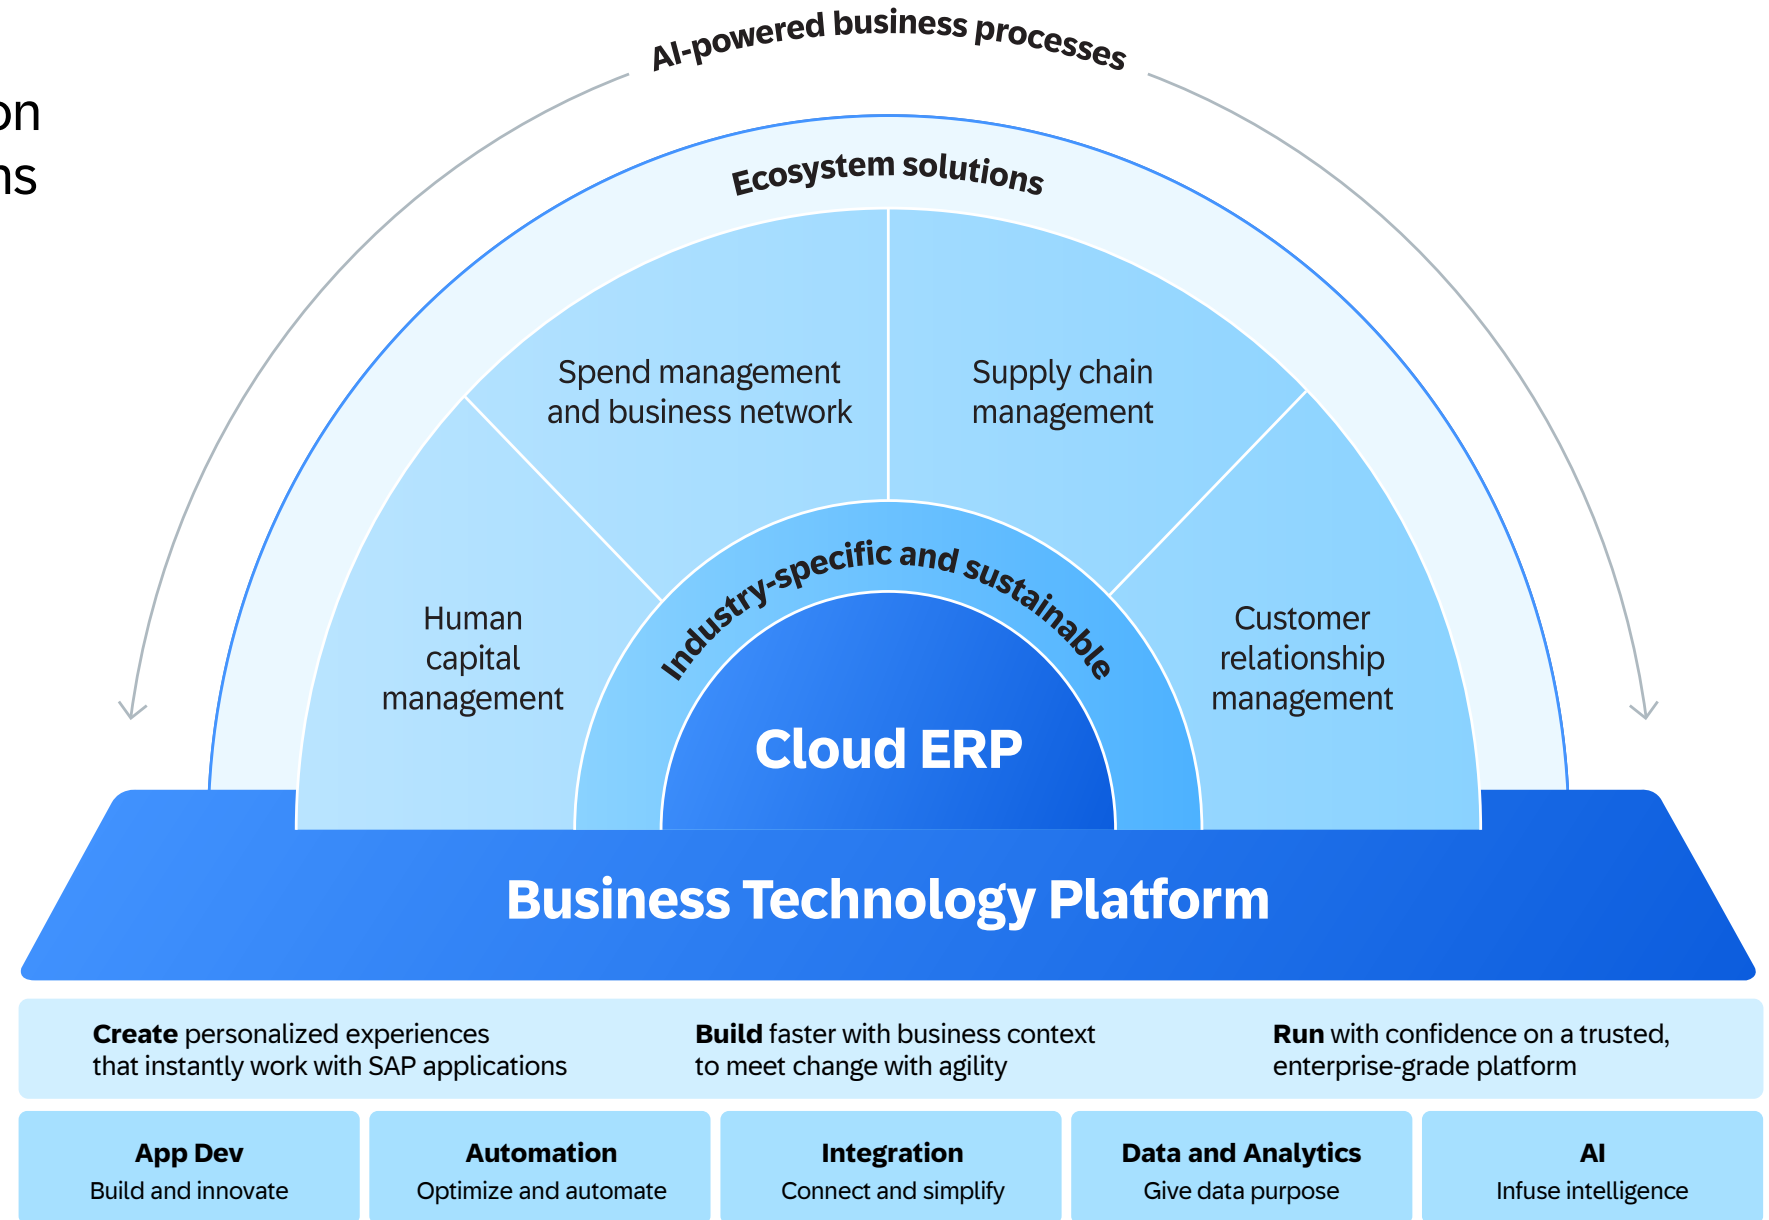 AI-powered business processes
on
ns
Ecosystem solutions
Spend management
and business network
Supply chain
management
Industry-specific and sustainable
Human
capital
management
Customer
relationship
management
Cloud ERP
Business Technology Platform
Create personalized experiences
that instantly work with SAP applications
Build faster with business context
to meet change with agility
Run with confidence on a trusted,
enterprise-grade platform
App Dev
Build and innovate
Automation
Optimize and automate
Integration
Connect and simplify
Data and Analytics
Give data purpose
AI
Infuse intelligence